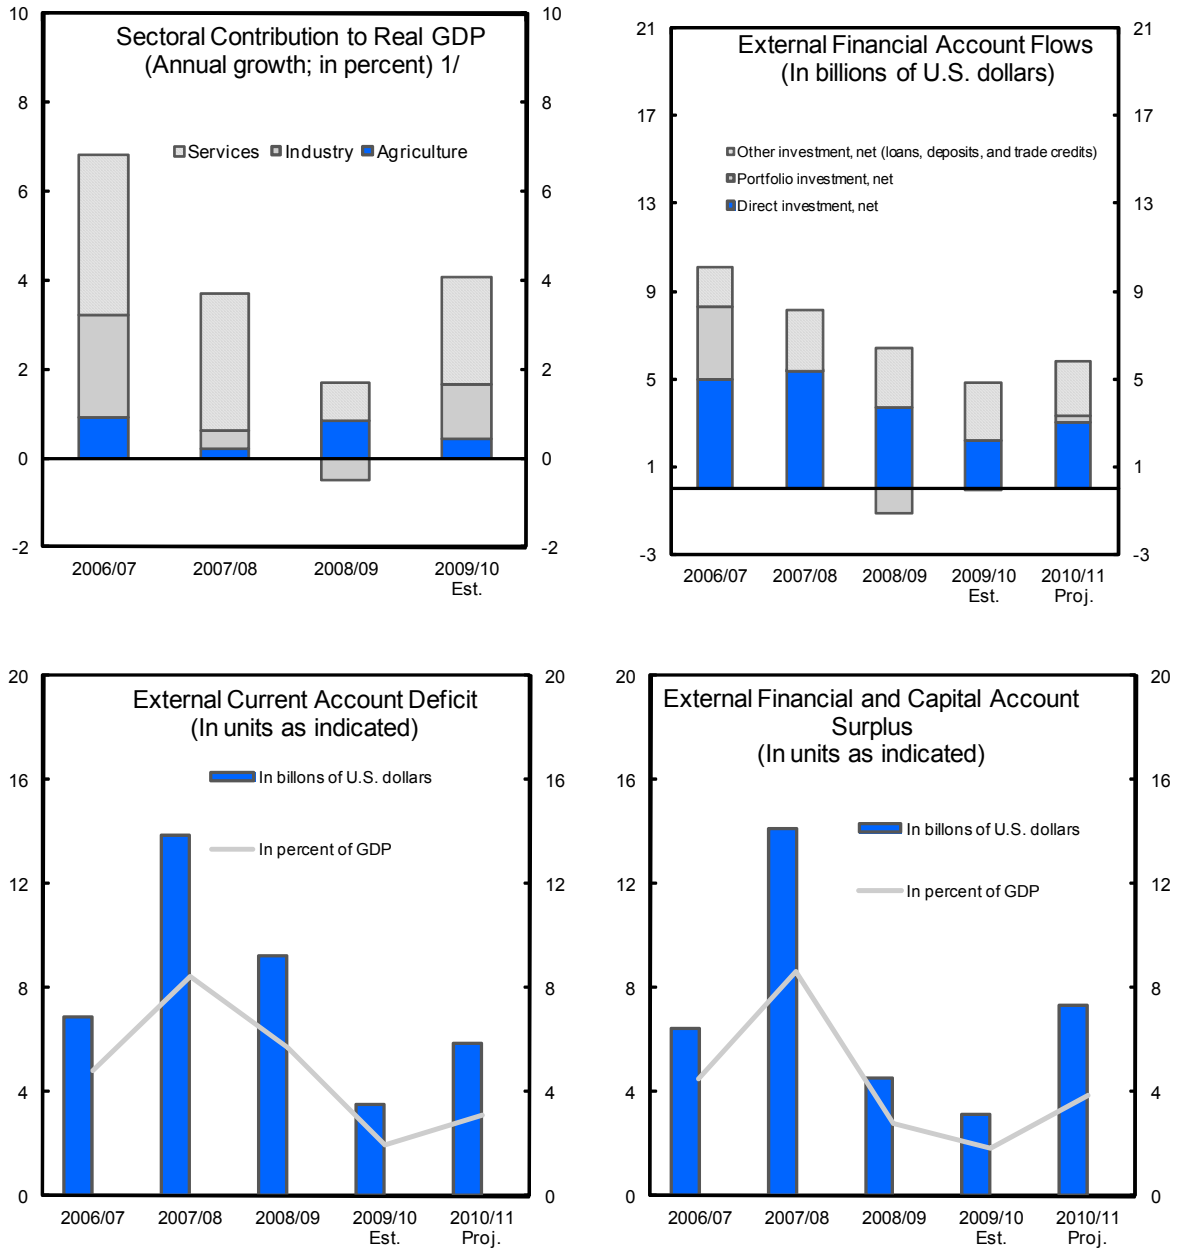 Sectoral Contribution to Real GDP
(Annual growth; in percent) 1/
Services Industry Agriculture
10 10
8 8
6 6
4 4
2 2
0 0
-2 -2
2006/07 2007/08 2008/09 2009/10
Est.
External Financial Account Flows
(In billions of U.S. dollars)
Other investment, net (loans, deposits, and trade credits)
Portfolio investment, net
Direct investment, net
21 21
17 17
13 13
9 9
5 5
1 1
-3 -3
2006/07 2007/08 2008/09 2009/10 2010/11
Est. Proj.
External Current Account Deficit
(In units as indicated)
In billons of U.S. dollars
In percent of GDP
20 20
16 16
12 12
8 8
4 4
0 0
2006/07 2007/08 2008/09 2009/10 2010/11
Est. Proj.
External Financial and Capital Account
Surplus
(In units as indicated)
In billons of U.S. dollars
In percent of GDP
20 20
16 16
12 12
8 8
4 4
0 0
2006/07 2007/08 2008/09 2009/10 2010/11
Est. Proj.